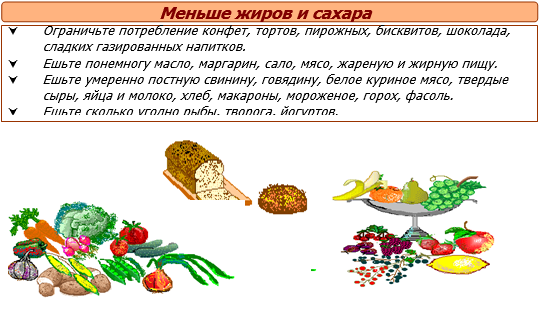 Меньше жиров и сахара
Ограничьте потребление конфет, тортов, пирожных, бисквитов, шоколада,
сладких газированных напитков.
Ешьте понемногу масло, маргарин, сало, мясо, жареную и жирную пищу.
Ешьте умеренно постную свинину, говядину, белое куриное мясо, твердые
сыры, яйца и молоко, хлеб, макароны, мороженое, горох, фасоль.
Ешьте сколько угодно рыбы, творога, йогуртов.